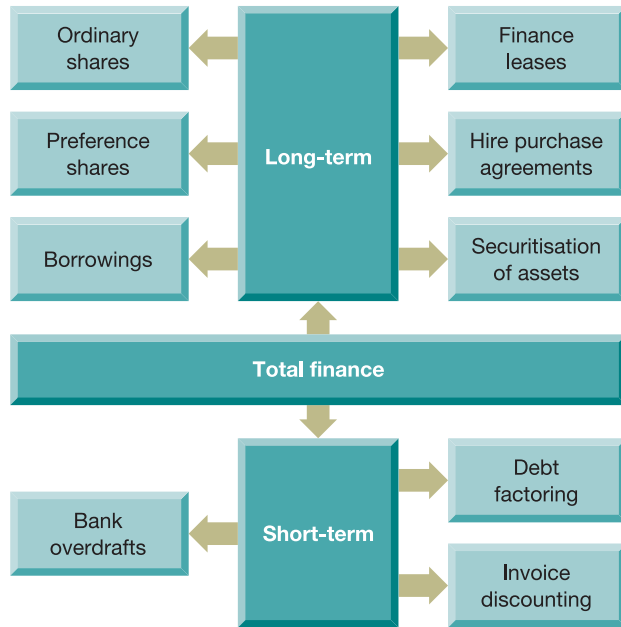 Ordinary
shares
Finance
leases
Preference
shares
Long-term
Hire purchase
agreements
Borrowings
Securitisation
of assets
Total finance
Bank
overdrafts
Short-term
Debt
factoring
Invoice
discounting